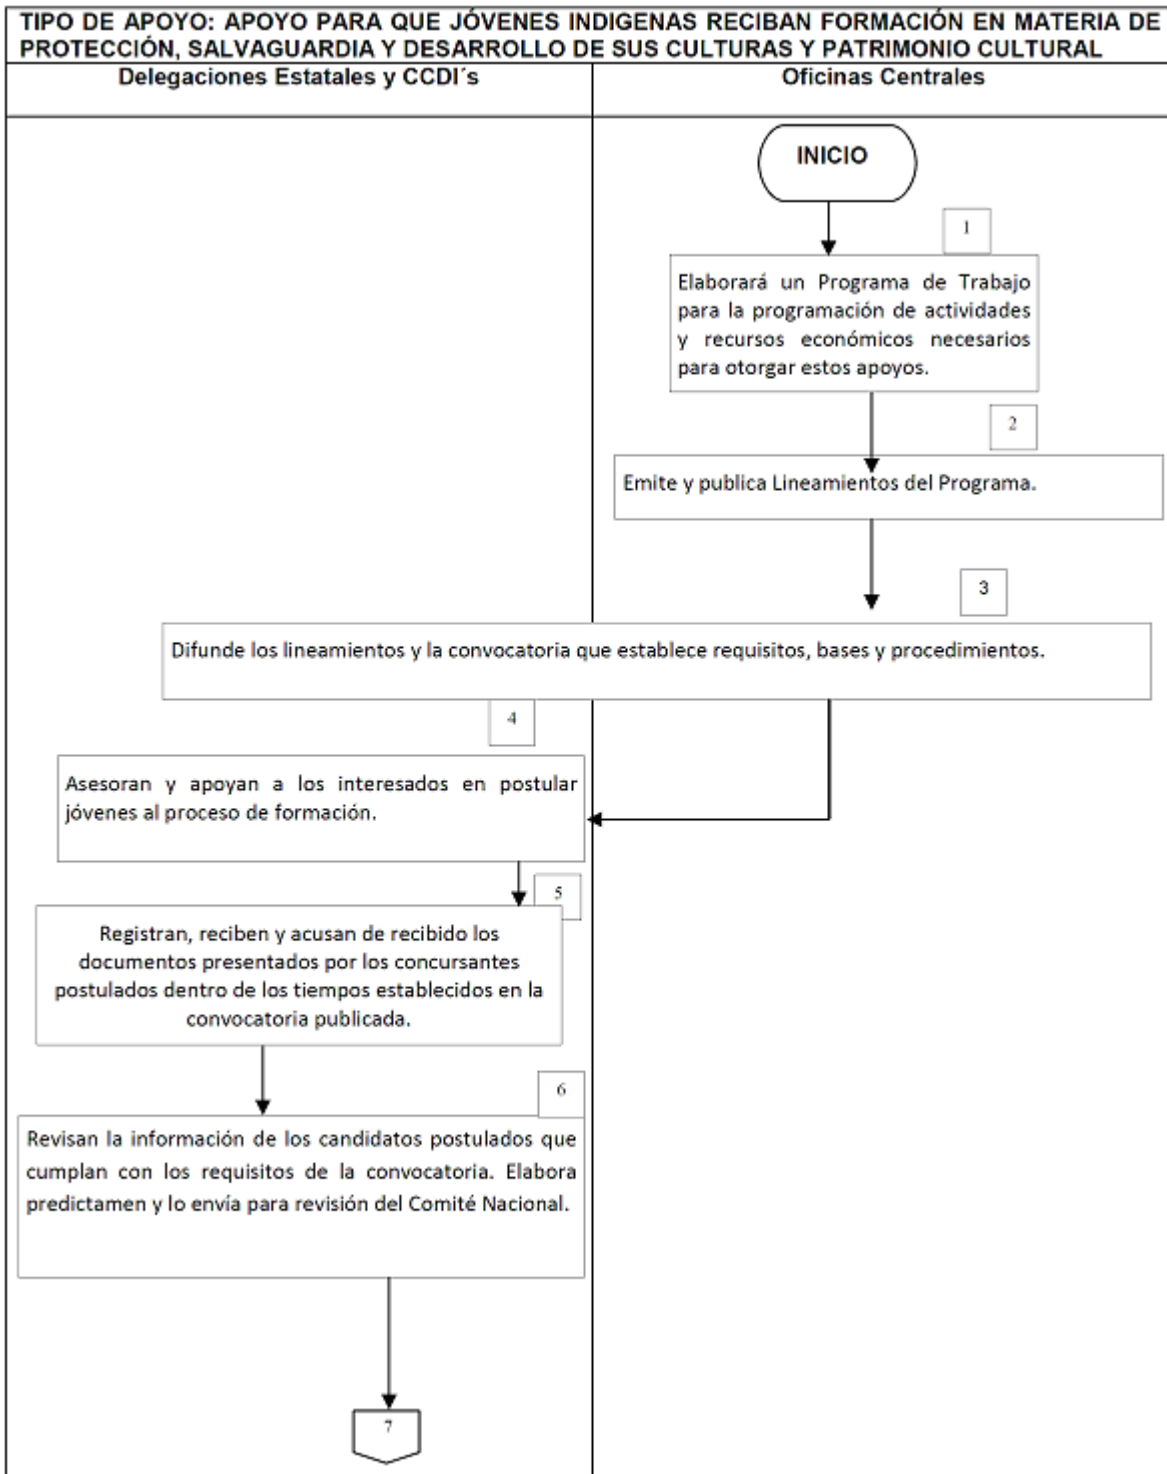 TIPO DE APOYO: APOYO PARA QUE JÓVENES INDIGENAS RECIBAN FORMACIÓN EN MATERIA DE
PROTECCIÓN, SALVAGUARDIA Y DESARROLLO DE SUS CULTURAS Y PATRIMONIO CULTURAL
Delegaciones Estatales y CCDI´s
Oficinas Centrales
INICIO
1
Elaborará un Programa de Trabajo
para la programación de actividades
y recursos económicos necesarios
para otorgar estos apoyos.
2
Emite y publica Lineamientos del Programa.
3
Difunde los lineamientos y la convocatoria que establece requisitos, bases y procedimientos.
4
Asesoran y apoyan a los interesados en postular
jóvenes al proceso de formación.
5
Registran, reciben y acusan de recibido los
documentos presentados por los concursantes
postulados dentro de los tiempos establecidos en la
convocatoria publicada.
6
Revisan la información de los candidatos postulados que
cumplan con los requisitos de la convocatoria. Elabora
predictamen y lo envía para revisión del Comité Nacional.
7